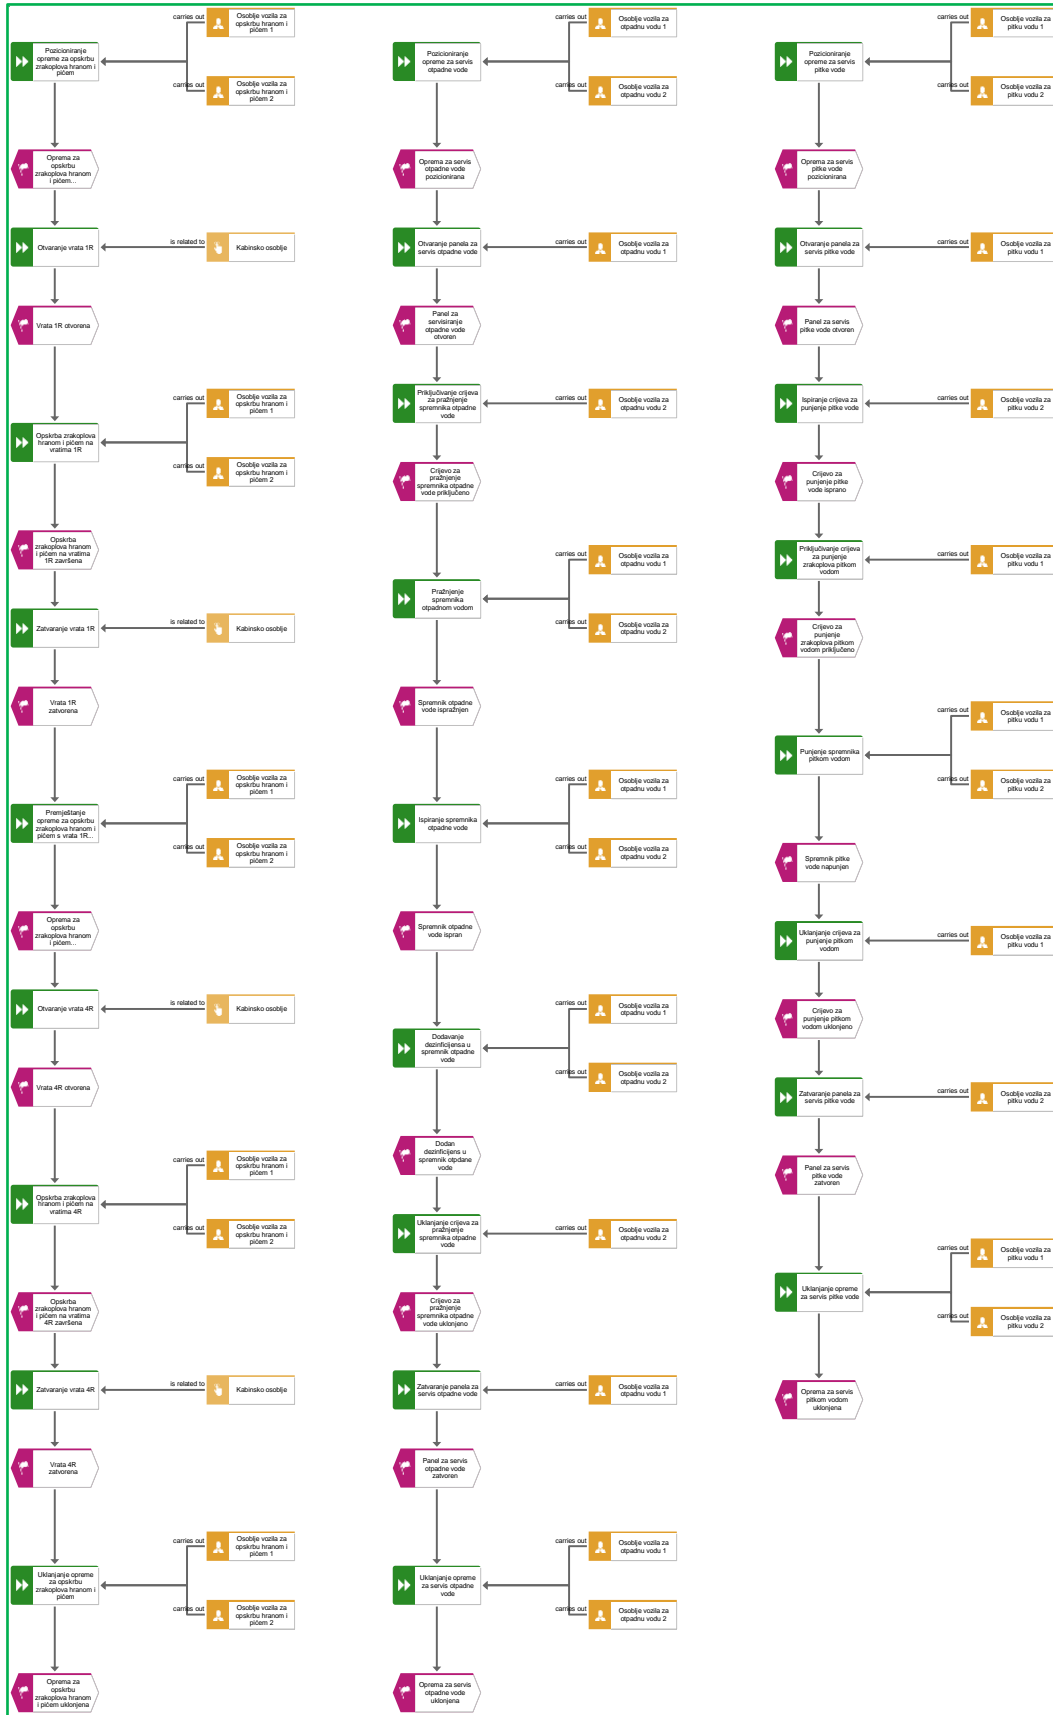 carries out
Osoblje vozila za
opskrbu hranom i
pićem 1
Pozicioniranje
opreme za opskrbu
zrakoplova hranom i
pićem
carries out
Osoblje vozila za
opskrbu hranom i
pićem 2
Oprema za
opskrbu
zrakoplova hranom
i pićem...
Otvaranje vrata 1R
is related to
Kabinsko osoblje
Vrata 1R otvorena
carries out
Osoblje vozila za
opskrbu hranom i
pićem 1
Opskrba zrakoplova
hranom i pićem na
vratima 1R
carries out
Osoblje vozila za
opskrbu hranom i
pićem 2
Opskrba
zrakoplova hranom
i pićem na vratima
1R završena
Zatvaranje vrata 1R
is related to
Kabinsko osoblje
Vrata 1R
zatvorena
carries out
Osoblje vozila za
opskrbu hranom i
pićem 1
Premještanje
opreme za opskrbu
zrakoplova hranom i
pićem s vrata 1R...
carries out
Osoblje vozila za
opskrbu hranom i
pićem 2
Oprema za
opskrbu
zrakoplova hranom
i pićem...
Otvaranje vrata 4R
is related to
Kabinsko osoblje
Vrata 4R otvorena
carries out
Osoblje vozila za
opskrbu hranom i
pićem 1
Opskrba zrakoplova
hranom i pićem na
vratima 4R
carries out
Osoblje vozila za
opskrbu hranom i
pićem 2
Opskrba
zrakoplova hranom
i pićem na vratima
4R završena
Zatvaranje vrata 4R
is related to
Kabinsko osoblje
Vrata 4R
zatvorena
carries out
Osoblje vozila za
opskrbu hranom i
pićem 1
Uklanjanje opreme
za opskrbu
zrakoplova hranom i
pićem
carries out
Osoblje vozila za
opskrbu hranom i
pićem 2
Oprema za
opskrbu
zrakoplova hranom
i pićem uklonjena
carries out
Osoblje vozila za
otpadnu vodu 1
Pozicioniranje
opreme za servis
otpadne vode
carries out
Osoblje vozila za
otpadnu vodu 2
Oprema za servis
otpadne vode
pozicionirana
Otvaranje panela za
servis otpadne vode
carries out
Osoblje vozila za
otpadnu vodu 1
Panel za
servisiranje
otpadne vode
otvoren
Priključivanje crijeva
za pražnjenje
spremnika otpadne
vode
carries out
Osoblje vozila za
otpadnu vodu 2
Crijevo za
pražnjenje
spremnika otpadne
vode priključeno
carries out
Osoblje vozila za
otpadnu vodu 1
Pražnjenje
spremnika
otpadnom vodom
carries out
Osoblje vozila za
otpadnu vodu 2
Spremnik otpadne
vode ispražnjen
carries out
Osoblje vozila za
otpadnu vodu 1
Ispiranje spremnika
otpadne vode
carries out
Osoblje vozila za
otpadnu vodu 2
Spremnik otpadne
vode ispran
carries out
Osoblje vozila za
otpadnu vodu 1
Dodavanje
dezinficijensa u
spremnik otpadne
vode
carries out
Osoblje vozila za
otpadnu vodu 2
Dodan
dezinficijens u
spremnik otpdane
vode
Uklanjanje crijeva za
pražnjenje
spremnika otpadne
vode
carries out
Osoblje vozila za
otpadnu vodu 2
Crijevo za
pražnjenje
spremnika otpadne
vode uklonjeno
Zatvaranje panela za
servis otpadne vode
carries out
Osoblje vozila za
otpadnu vodu 1
Panel za servis
otpadne vode
zatvoren
carries out
Osoblje vozila za
otpadnu vodu 1
Uklanjanje opreme
za servis otpadne
vode
carries out
Osoblje vozila za
otpadnu vodu 2
Oprema za servis
otpadne vode
uklonjena
carries out
Osoblje vozila za
pitku vodu 1
Pozicioniranje
opreme za servis
pitke vode
carries out
Osoblje vozila za
pitku vodu 2
Oprema za servis
pitke vode
pozicionirana
Otvaranje panela za
servis pitke vode
carries out
Osoblje vozila za
pitku vodu 1
Panel za servis
pitke vode otvoren
Ispiranje crijeva za
punjenje pitke vode
carries out
Osoblje vozila za
pitku vodu 2
Crijevo za
punjenje pitke
vode isprano
Priključivanje crijeva
za punjenje
zrakoplova pitkom
vodom
carries out
Osoblje vozila za
pitku vodu 1
Crijevo za
punjenje
zrakoplova pitkom
vodom priključeno
carries out
Osoblje vozila za
pitku vodu 1
Punjenje spremnika
pitkom vodom
carries out
Osoblje vozila za
pitku vodu 2
Spremnik pitke
vode napunjen
Uklanjanje crijeva za
punjenje pitkom
vodom
carries out
Osoblje vozila za
pitku vodu 1
Crijevo za
punjenje pitkom
vodom uklonjeno
Zatvaranje panela za
servis pitke vode
carries out
Osoblje vozila za
pitku vodu 2
Panel za servis
pitke vode
zatvoren
carries out
Osoblje vozila za
pitku vodu 1
Uklanjanje opreme
za servis pitke vode
carries out
Osoblje vozila za
pitku vodu 2
Oprema za servis
pitkom vodom
uklonjena